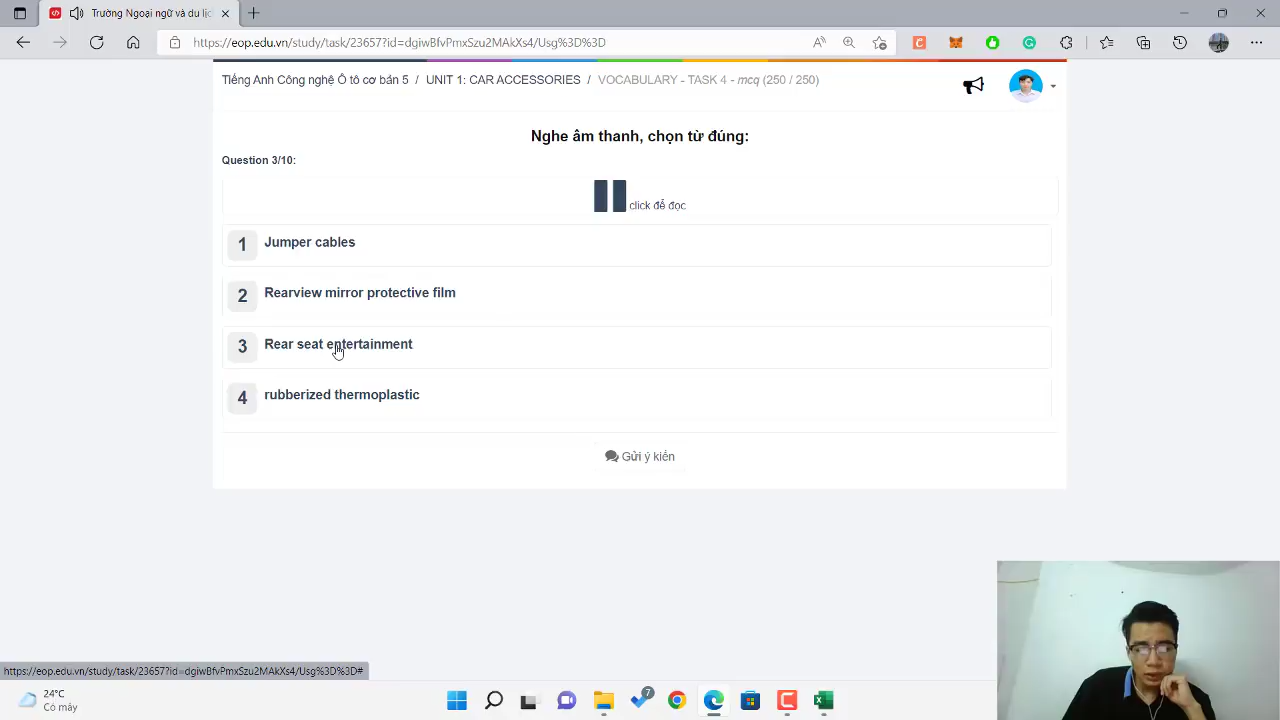 Trường Ngoại ngữ và du lịc
https://eop.edu.vn/study/task/23657?id=dgiwBfvPmxSzu2MAkXs4/Usg%3D%3D
Tiếng Anh Công nghệ Ô tô cơ bản 5 / UNIT 1: CAR ACCESSORIES / VOCABULARY - TASK 4 - mcq (250 / 250)
Nghe âm thanh, chọn từ đúng:
Question 3/10:
click để đọc
1 Jumper cables
2 Rearview mirror protective film
3 Rear seat entertainment
4 rubberized thermoplastic
Gửi ý kiến
https://eop.edu.vn/study/task/23657?id=dgiwBfvPmxSzu2MAkXs4/Usg%3D%3D#
24°C
Có mây
7